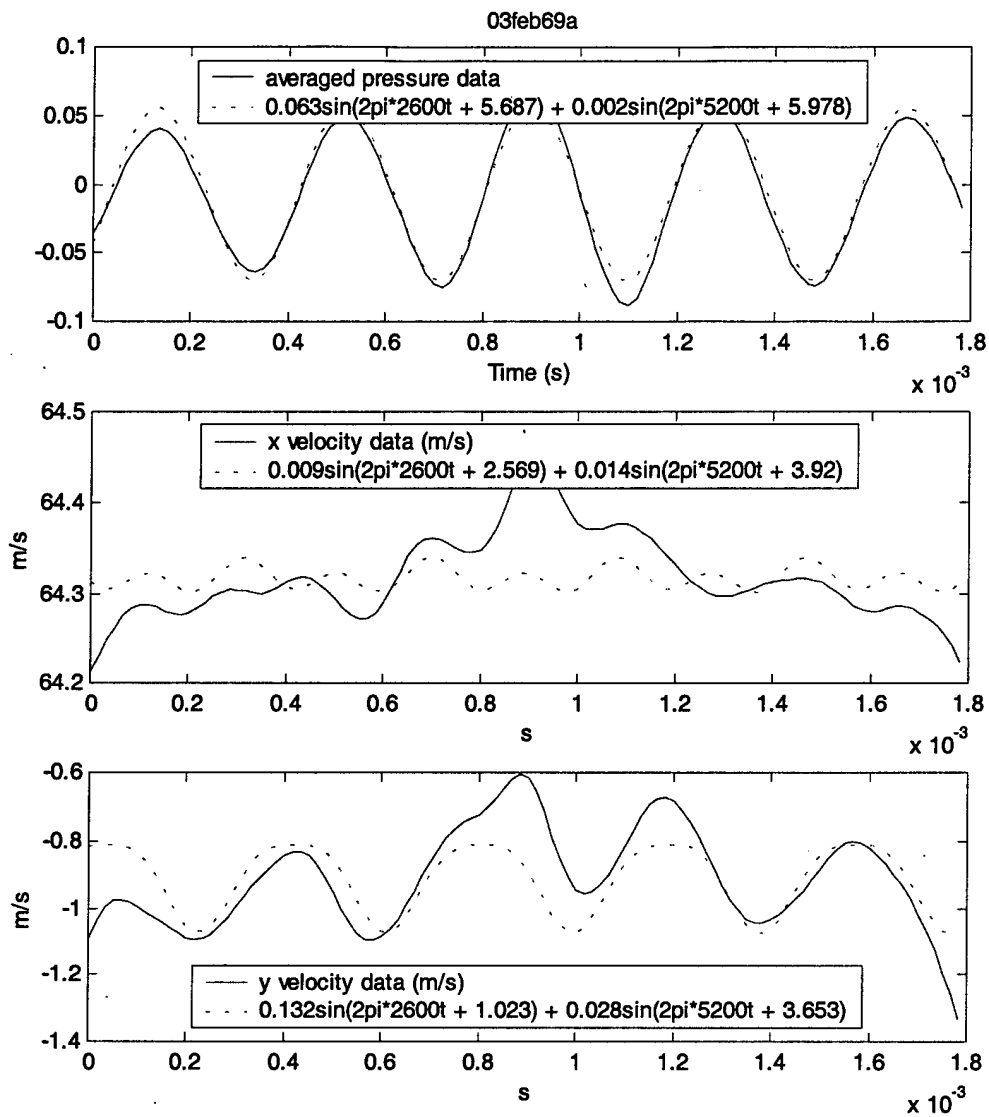 03feb69a
0.1
averaged pressure data
0.063sin(2pi*2600t + 5.687) + 0.002sin(2pi*5200t + 5.978)
0.05
0
-0.05
-0.1
0 0.2 0.4 0.6 0.8 1 1.2 1.4 1.6 1.8
Time (s)
x 10-3
64.5
x velocity data (m/s)
0.009sin(2pi*2600t + 2.569) + 0.014sin(2pi*5200t + 3.92)
64.4
m/s
64.3
64.2
0 0.2 0.4 0.6 0.8 1 1.2 1.4 1.6 1.8
s
x 10-3
-0.6
-0.8
m/s
-1
-1.2
y velocity data (m/s)
0.132sin(2pi*2600t + 1.023) + 0.028sin(2pi*5200t + 3.653)
-1.4
0 0.2 0.4 0.6 0.8 1 1.2 1.4 1.6 1.8
s
x 10-3